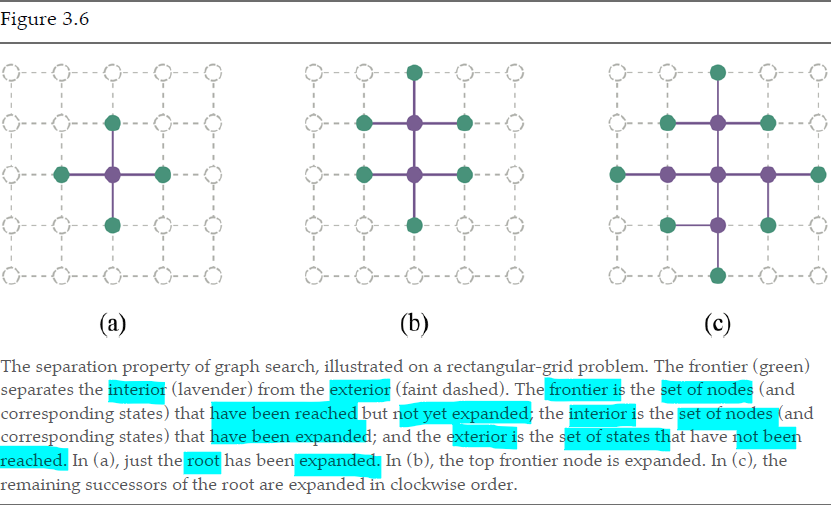 Figure 3.6
(a) (b) (c)
The separation property of graph search, illustrated on a rectangular-grid problem. The frontier (green)
separates the interior (lavender) from the exterior (faint dashed). The frontier is the set of nodes (and
corresponding states) that have been reached but not yet expanded; the interior is the set of nodes (and
corresponding states) that have been expanded; and the exterior is the set of states that have not been
reached. In (a), just the root has been expanded. In (b), the top frontier node is expanded. In (c), the
remaining successors of the root are expanded in clockwise order.